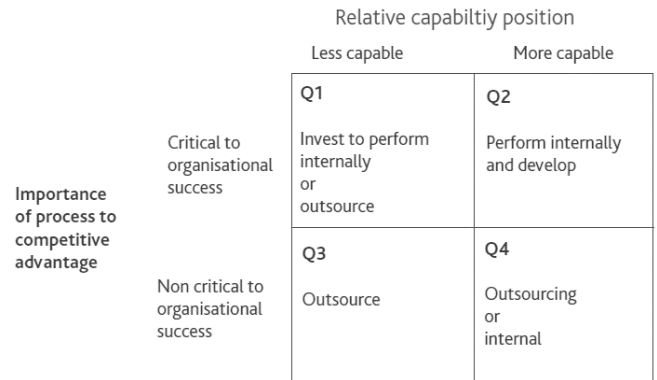 Relative capabiltiy position
Less capable
More capable
Importance
of process to
competitive
advantage
Critical to
organisational
success
Q1
Invest to perform
internally
or
outsource
Q2
Perform internally
and develop
Non critical to
organisational
success
Q3
Outsource
Q4
Outsourcing
or
internal